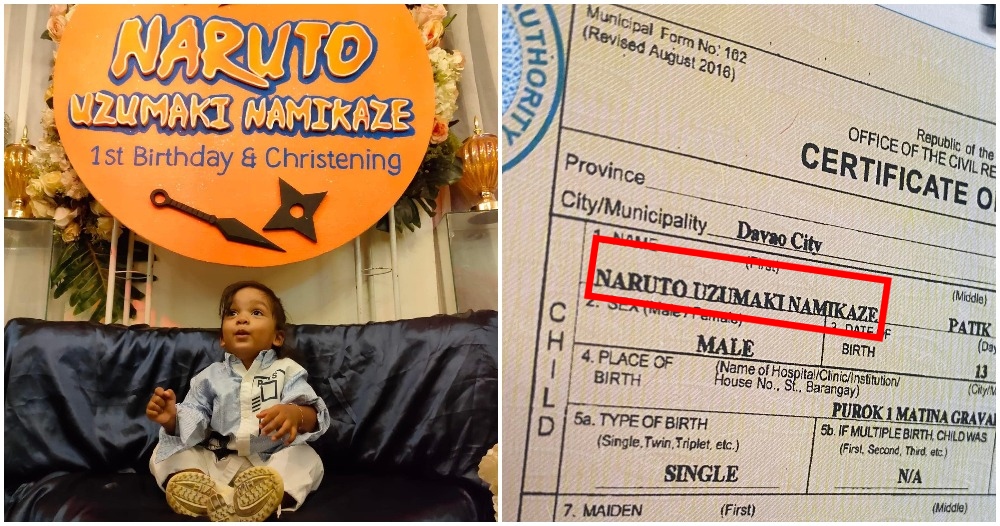 NARUTO
UZUMAKI NAMIKAZE
1st Birthday & Christening
AUTHORITY
Municipal Form No. 102
(Revised August 2016)
Republic of the
OFFICE OF THE CIVIL RE
CERTIFICATE O
Province
City/Municipality Davao City
1. NAME (First) (Middle)
NARUTO UZUMAKI NAMIKAZE PATIK
2. SEX (Male / Female) 3. DATE OF BIRTH (Da
MALE 13
CHILD
4. PLACE OF BIRTH (Name of Hospital/Clinic/Institution/
House No., St., Barangay) (City/M
PUROK 1 MATINA GRAVA
5a. TYPE OF BIRTH
(Single, Twin, Triplet, etc.)
SINGLE
5b. IF MULTIPLE BIRTH, CHILD WAS
(First, Second, Third, etc.)
N/A
7. MAIDEN (First) (Middle)